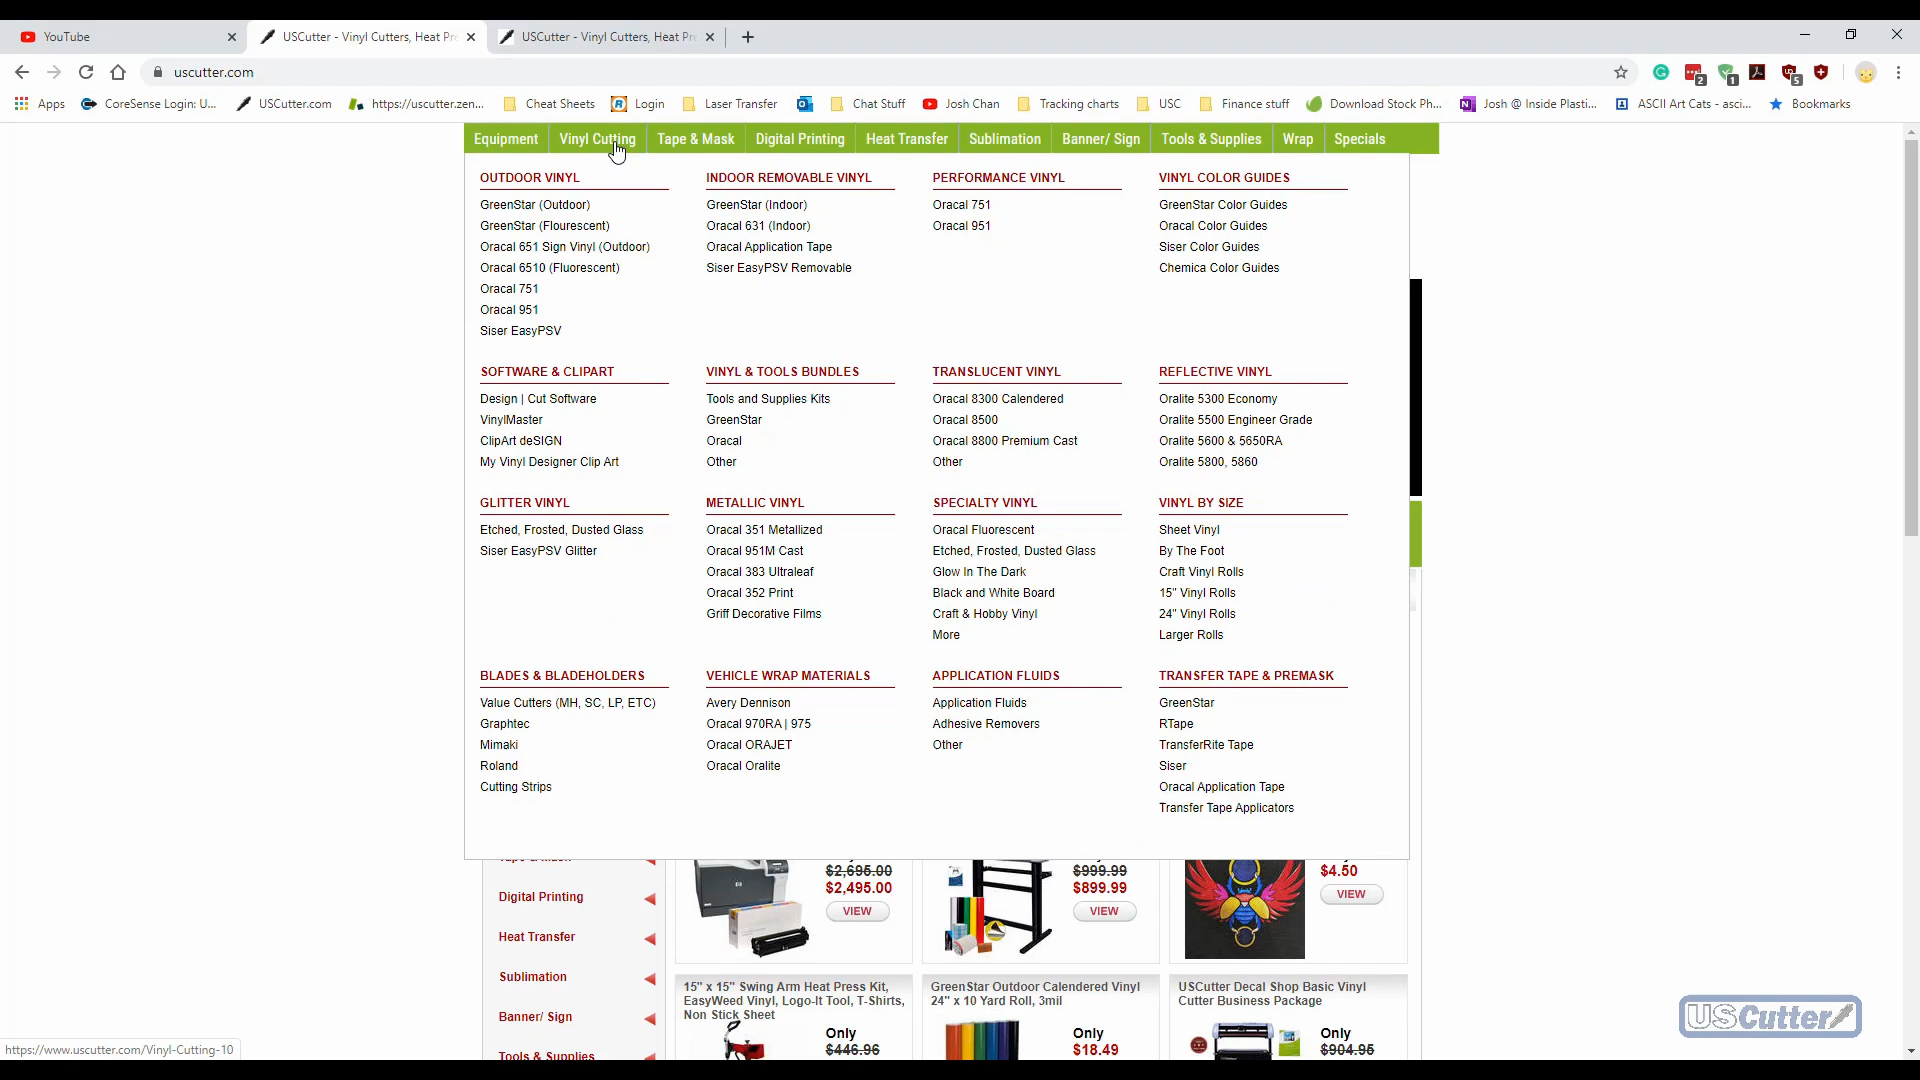 YouTube
USCutter - Vinyl Cutters, Heat Pre
USCutter - Vinyl Cutters, Heat Pre
uscutter.com
2
1
5
Apps
CoreSense Login: U...
USCutter.com
https://uscutter.zen...
Cheat Sheets
Login
Laser Transfer
Chat Stuff
Josh Chan
Tracking charts
USC
Finance stuff
Download Stock Ph...
Josh @ Inside Plasti...
ASCII Art Cats - asci...
Bookmarks
Equipment
Vinyl Cutting
Tape & Mask
Digital Printing
Heat Transfer
Sublimation
Banner/ Sign
Tools & Supplies
Wrap
Specials
OUTDOOR VINYL
GreenStar (Outdoor)
GreenStar (Flourescent)
Oracal 651 Sign Vinyl (Outdoor)
Oracal 6510 (Fluorescent)
Oracal 751
Oracal 951
Siser EasyPSV
INDOOR REMOVABLE VINYL
GreenStar (Indoor)
Oracal 631 (Indoor)
Oracal Application Tape
Siser EasyPSV Removable
PERFORMANCE VINYL
Oracal 751
Oracal 951
VINYL COLOR GUIDES
GreenStar Color Guides
Oracal Color Guides
Siser Color Guides
Chemica Color Guides
SOFTWARE & CLIPART
Design | Cut Software
VinylMaster
ClipArt deSIGN
My Vinyl Designer Clip Art
VINYL & TOOLS BUNDLES
Tools and Supplies Kits
GreenStar
Oracal
Other
TRANSLUCENT VINYL
Oracal 8300 Calendered
Oracal 8500
Oracal 8800 Premium Cast
Other
REFLECTIVE VINYL
Oralite 5300 Economy
Oralite 5500 Engineer Grade
Oralite 5600 & 5650RA
Oralite 5800, 5860
GLITTER VINYL
Etched, Frosted, Dusted Glass
Siser EasyPSV Glitter
METALLIC VINYL
Oracal 351 Metallized
Oracal 951M Cast
Oracal 383 Ultraleaf
Oracal 352 Print
Griff Decorative Films
SPECIALTY VINYL
Oracal Fluorescent
Etched, Frosted, Dusted Glass
Glow In The Dark
Black and White Board
Craft & Hobby Vinyl
More
VINYL BY SIZE
Sheet Vinyl
By The Foot
Craft Vinyl Rolls
15" Vinyl Rolls
24" Vinyl Rolls
Larger Rolls
BLADES & BLADEHOLDERS
Value Cutters (MH, SC, LP, ETC)
Graphtec
Mimaki
Roland
Cutting Strips
VEHICLE WRAP MATERIALS
Avery Dennison
Oracal 970RA | 975
Oracal ORAJET
Oracal Oralite
APPLICATION FLUIDS
Application Fluids
Adhesive Removers
Other
TRANSFER TAPE & PREMASK
GreenStar
RTape
TransferRite Tape
Siser
Oracal Application Tape
Transfer Tape Applicators
Digital Printing
Heat Transfer
Sublimation
Banner/ Sign
Tools & Supplies
$2,695.00
$2,495.00
VIEW
$999.99
$899.99
VIEW
$4.50
VIEW
15" x 15" Swing Arm Heat Press Kit,
EasyWeed Vinyl, Logo-It Tool, T-Shirts,
Non Stick Sheet
Only
$446.96
GreenStar Outdoor Calendered Vinyl
24" x 10 Yard Roll, 3mil
Only
$18.49
USCutter Decal Shop Basic Vinyl
Cutter Business Package
Only
$904.95
USCutter
https://www.uscutter.com/Vinyl-Cutting-10